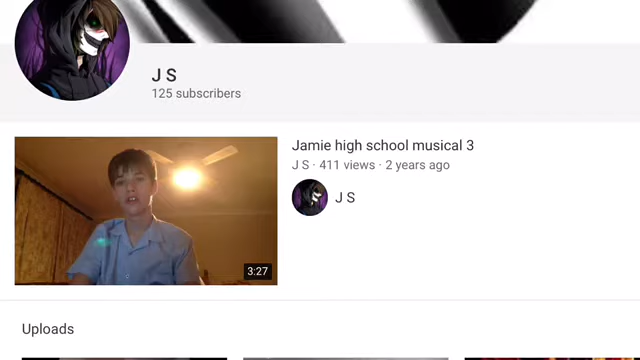 J S
125 subscribers
Jamie high school musical 3
J S · 411 views · 2 years ago
J S
3:27
Uploads